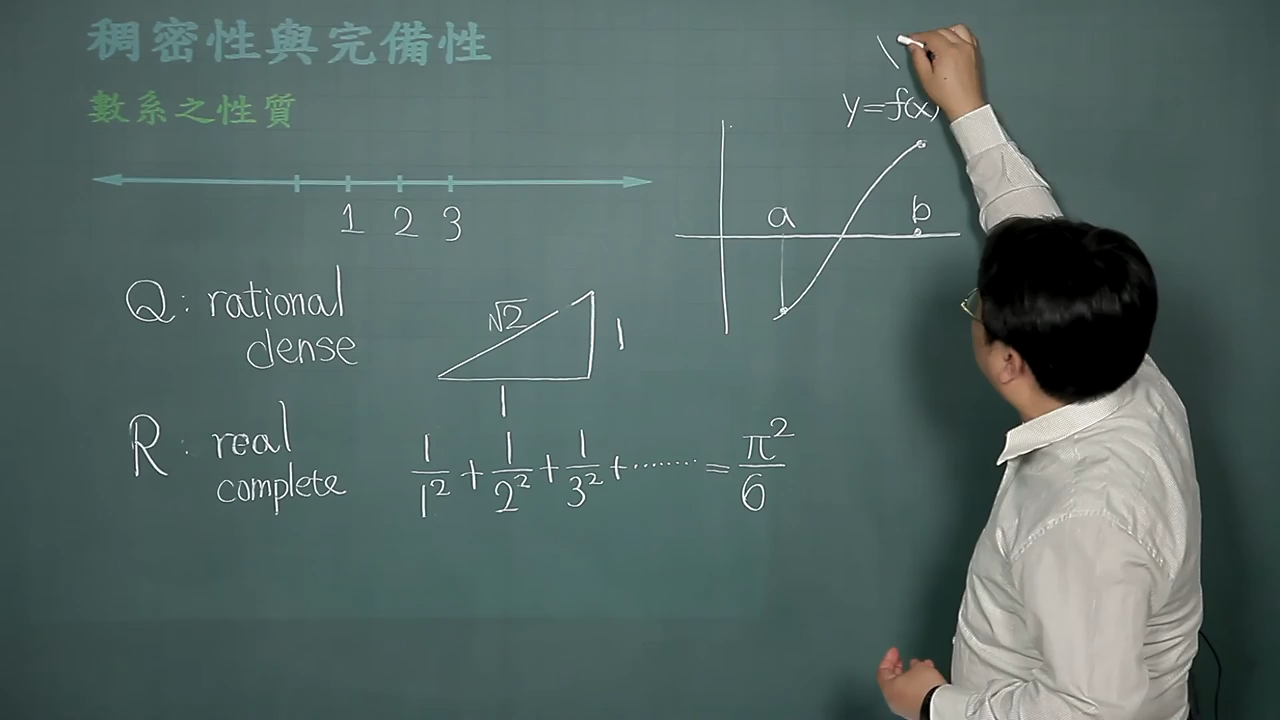 稠密性與完備性
數系之性質
1 2 3
Q: rational
dense
√2
1
1
R: real
complete
1/1² + 1/2² + 1/3² + ⋯⋯ = π²/6
y=f(x)
a
b